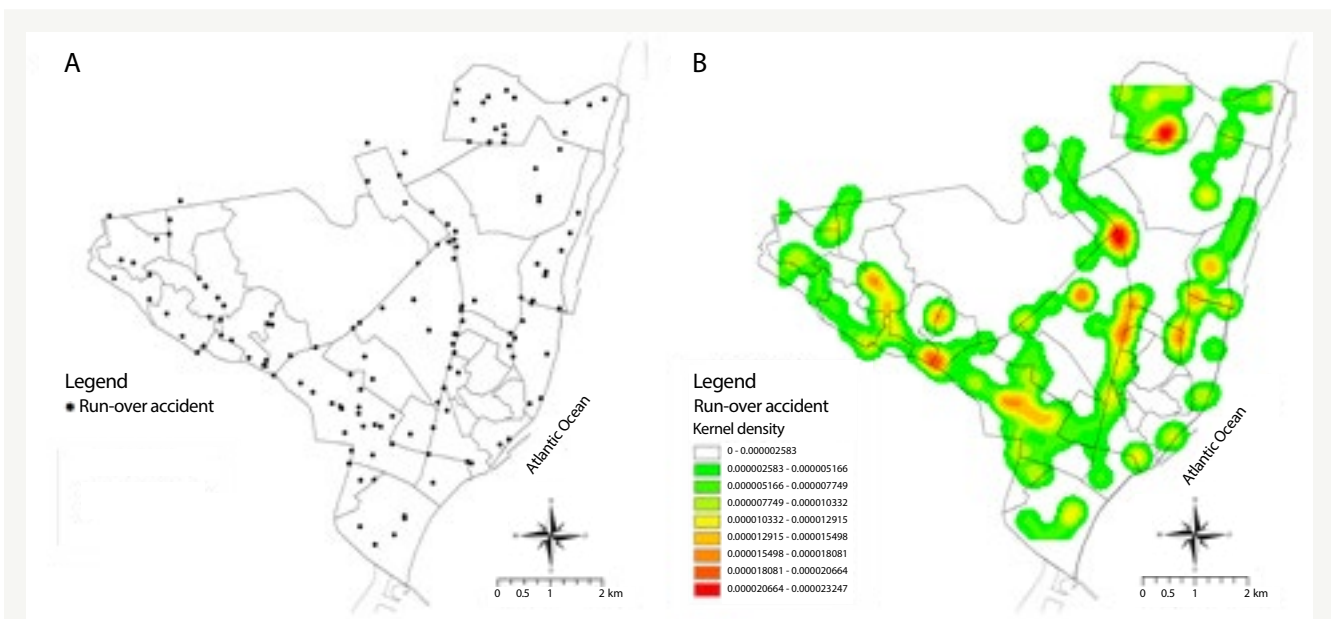 A
Legend
Run-over accident
Atlantic Ocean
0 0.5 1 2 km
B
Legend
Run-over accident
Kernel density
0 - 0.000002583
0.000002583 - 0.000005166
0.000005166 - 0.000007749
0.000007749 - 0.000010332
0.000010332 - 0.000012915
0.000012915 - 0.000015498
0.000015498 - 0.000018081
0.000018081 - 0.000020664
0.000020664 - 0.000023247
Atlantic Ocean
0 0.5 1 2 km